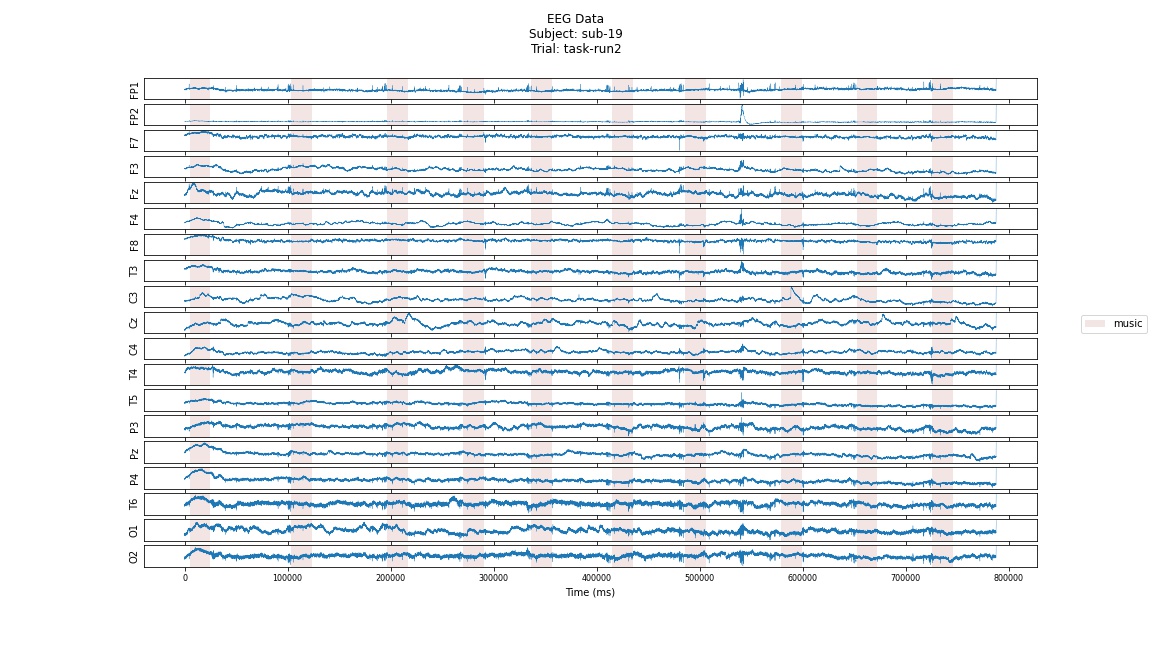 EEG Data
Subject: sub-19
Trial: task-run2
FP1
FP2
F7
F3
Fz
F4
F8
T3
C3
Cz
C4
T4
T5
P3
Pz
P4
T6
O1
O2
music
0 100000 200000 300000 400000 500000 600000 700000 800000
Time (ms)